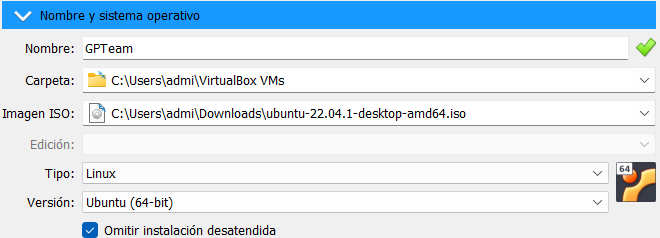 Nombre y sistema operativo
Nombre: GPTeam
Carpeta: C:\Users\admi\VirtualBox VMs
Imagen ISO: C:\Users\admi\Downloads\ubuntu-22.04.1-desktop-amd64.iso
Edición:
Tipo: Linux
64
Versión: Ubuntu (64-bit)
Omitir instalación desatendida